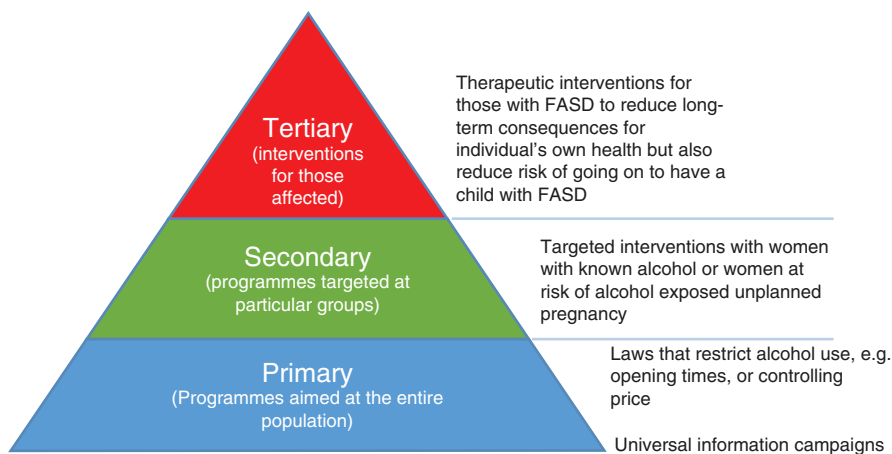 Tertiary
(interventions
for those
affected)
Therapeutic interventions for
those with FASD to reduce long-
term consequences for
individual's own health but also
reduce risk of going on to have a
child with FASD
Secondary
(programmes targeted at
particular groups)
Targeted interventions with women
with known alcohol or women at
risk of alcohol exposed unplanned
pregnancy
Primary
(Programmes aimed at the entire
population)
Laws that restrict alcohol use, e.g.
opening times, or controlling
price
Universal information campaigns